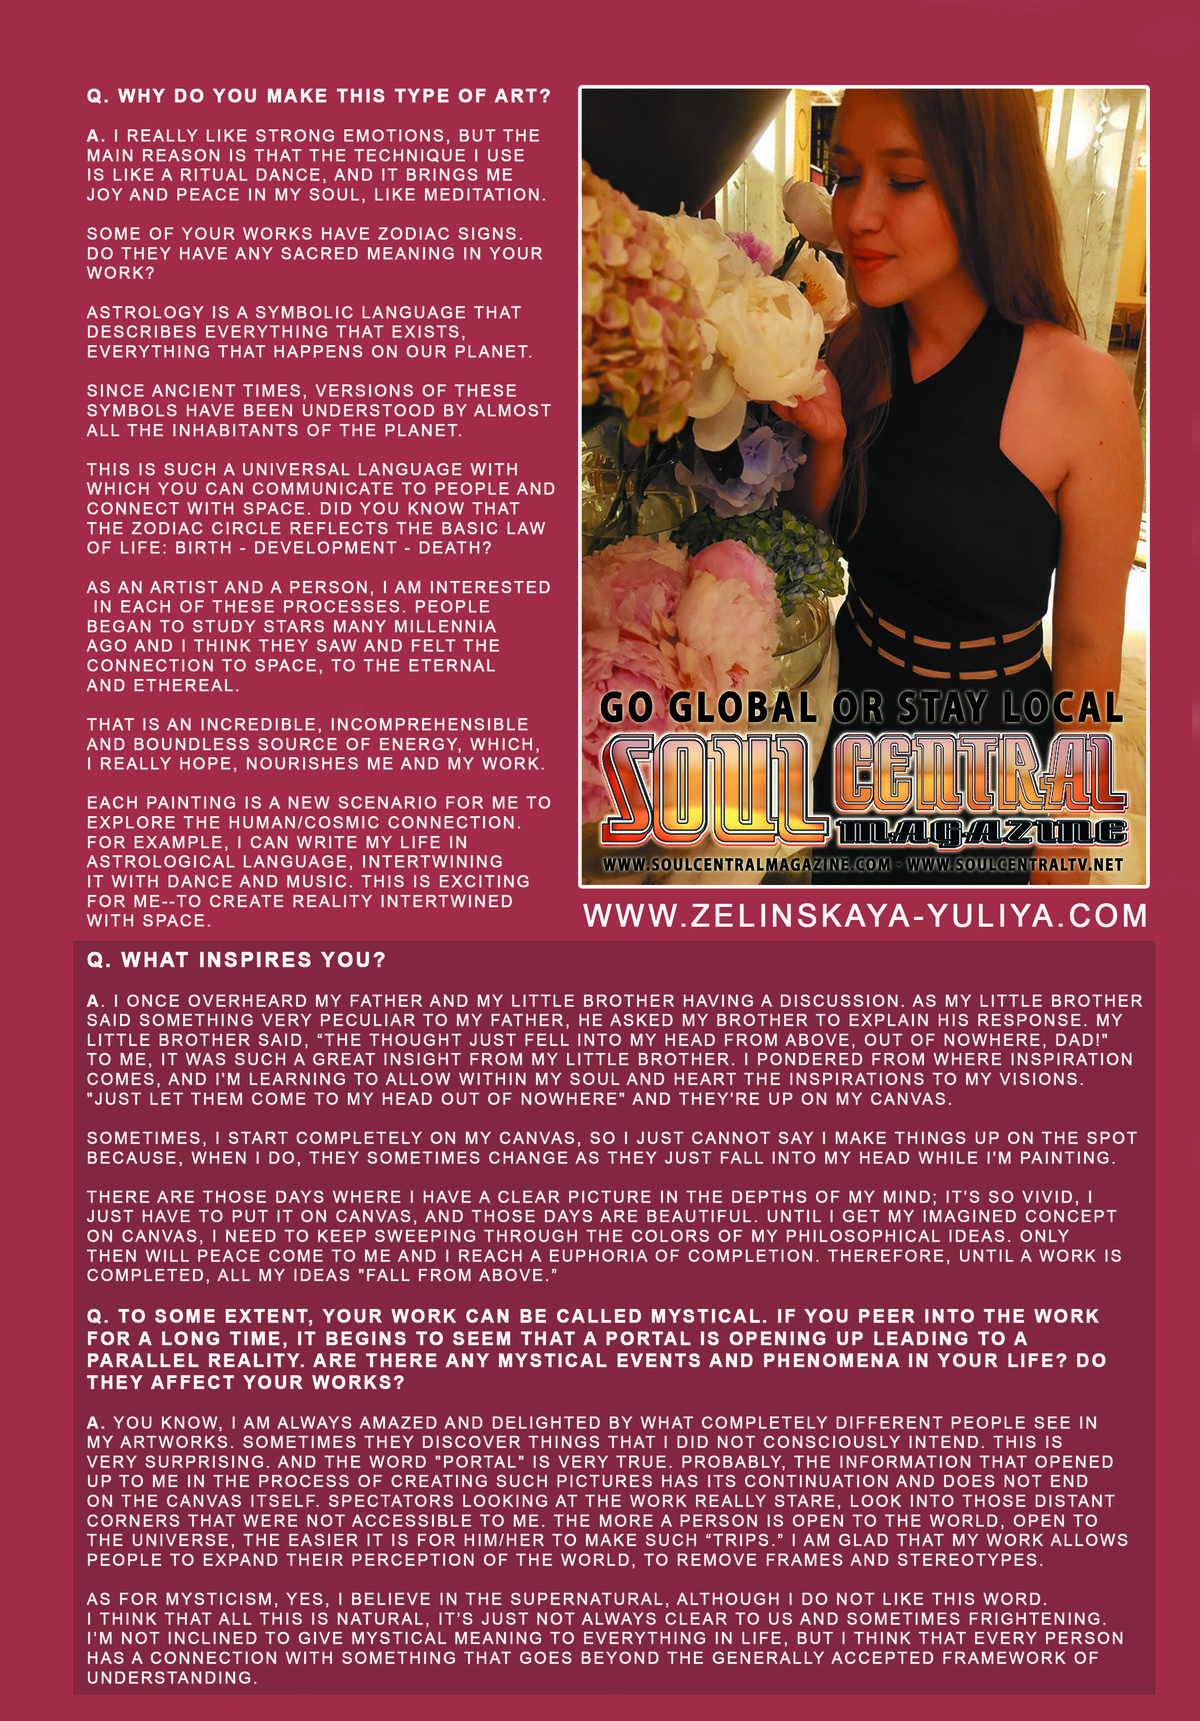 Q. WHY DO YOU MAKE THIS TYPE OF ART?
A. I REALLY LIKE STRONG EMOTIONS, BUT THE
MAIN REASON IS THAT THE TECHNIQUE I USE
IS LIKE A RITUAL DANCE, AND IT BRINGS ME
JOY AND PEACE IN MY SOUL, LIKE MEDITATION.
SOME OF YOUR WORKS HAVE ZODIAC SIGNS.
DO THEY HAVE ANY SACRED MEANING IN YOUR
WORK?
ASTROLOGY IS A SYMBOLIC LANGUAGE THAT
DESCRIBES EVERYTHING THAT EXISTS,
EVERYTHING THAT HAPPENS ON OUR PLANET.
SINCE ANCIENT TIMES, VERSIONS OF THESE
SYMBOLS HAVE BEEN UNDERSTOOD BY ALMOST
ALL THE INHABITANTS OF THE PLANET.
THIS IS SUCH A UNIVERSAL LANGUAGE WITH
WHICH YOU CAN COMMUNICATE TO PEOPLE AND
CONNECT WITH SPACE. DID YOU KNOW THAT
THE ZODIAC CIRCLE REFLECTS THE BASIC LAW
OF LIFE: BIRTH - DEVELOPMENT - DEATH?
AS AN ARTIST AND A PERSON, I AM INTERESTED
IN EACH OF THESE PROCESSES. PEOPLE
BEGAN TO STUDY STARS MANY MILLENNIA
AGO AND I THINK THEY SAW AND FELT THE
CONNECTION TO SPACE, TO THE ETERNAL
AND ETHEREAL.
THAT IS AN INCREDIBLE, INCOMPREHENSIBLE
AND BOUNDLESS SOURCE OF ENERGY, WHICH,
I REALLY HOPE, NOURISHES ME AND MY WORK.
EACH PAINTING IS A NEW SCENARIO FOR ME TO
EXPLORE THE HUMAN/COSMIC CONNECTION.
FOR EXAMPLE, I CAN WRITE MY LIFE IN
ASTROLOGICAL LANGUAGE, INTERTWINING
IT WITH DANCE AND MUSIC. THIS IS EXCITING
FOR ME--TO CREATE REALITY INTERTWINED
WITH SPACE.
GO GLOBAL OR STAY LOCAL
SOUL CENTRAL
MAGAZINE
WWW.SOULCENTRALMAGAZINE.COM - WWW.SOULCENTRALTV.NET
WWW.ZELINSKAYA-YULIYA.COM
Q. WHAT INSPIRES YOU?
A. I ONCE OVERHEARD MY FATHER AND MY LITTLE BROTHER HAVING A DISCUSSION. AS MY LITTLE BROTHER
SAID SOMETHING VERY PECULIAR TO MY FATHER, HE ASKED MY BROTHER TO EXPLAIN HIS RESPONSE. MY
LITTLE BROTHER SAID, “THE THOUGHT JUST FELL INTO MY HEAD FROM ABOVE, OUT OF NOWHERE, DAD!"
TO ME, IT WAS SUCH A GREAT INSIGHT FROM MY LITTLE BROTHER. I PONDERED FROM WHERE INSPIRATION
COMES, AND I'M LEARNING TO ALLOW WITHIN MY SOUL AND HEART THE INSPIRATIONS TO MY VISIONS.
"JUST LET THEM COME TO MY HEAD OUT OF NOWHERE" AND THEY'RE UP ON MY CANVAS.
SOMETIMES, I START COMPLETELY ON MY CANVAS, SO I JUST CANNOT SAY I MAKE THINGS UP ON THE SPOT
BECAUSE, WHEN I DO, THEY SOMETIMES CHANGE AS THEY JUST FALL INTO MY HEAD WHILE I'M PAINTING.
THERE ARE THOSE DAYS WHERE I HAVE A CLEAR PICTURE IN THE DEPTHS OF MY MIND; IT'S SO VIVID, I
JUST HAVE TO PUT IT ON CANVAS, AND THOSE DAYS ARE BEAUTIFUL. UNTIL I GET MY IMAGINED CONCEPT
ON CANVAS, I NEED TO KEEP SWEEPING THROUGH THE COLORS OF MY PHILOSOPHICAL IDEAS. ONLY
THEN WILL PEACE COME TO ME AND I REACH A EUPHORIA OF COMPLETION. THEREFORE, UNTIL A WORK IS
COMPLETED, ALL MY IDEAS "FALL FROM ABOVE.”
Q. TO SOME EXTENT, YOUR WORK CAN BE CALLED MYSTICAL. IF YOU PEER INTO THE WORK
FOR A LONG TIME, IT BEGINS TO SEEM THAT A PORTAL IS OPENING UP LEADING TO A
PARALLEL REALITY. ARE THERE ANY MYSTICAL EVENTS AND PHENOMENA IN YOUR LIFE? DO
THEY AFFECT YOUR WORKS?
A. YOU KNOW, I AM ALWAYS AMAZED AND DELIGHTED BY WHAT COMPLETELY DIFFERENT PEOPLE SEE IN
MY ARTWORKS. SOMETIMES THEY DISCOVER THINGS THAT I DID NOT CONSCIOUSLY INTEND. THIS IS
VERY SURPRISING. AND THE WORD "PORTAL" IS VERY TRUE. PROBABLY, THE INFORMATION THAT OPENED
UP TO ME IN THE PROCESS OF CREATING SUCH PICTURES HAS ITS CONTINUATION AND DOES NOT END
ON THE CANVAS ITSELF. SPECTATORS LOOKING AT THE WORK REALLY STARE, LOOK INTO THOSE DISTANT
CORNERS THAT WERE NOT ACCESSIBLE TO ME. THE MORE A PERSON IS OPEN TO THE WORLD, OPEN TO
THE UNIVERSE, THE EASIER IT IS FOR HIM/HER TO MAKE SUCH “TRIPS.” I AM GLAD THAT MY WORK ALLOWS
PEOPLE TO EXPAND THEIR PERCEPTION OF THE WORLD, TO REMOVE FRAMES AND STEREOTYPES.
AS FOR MYSTICISM, YES, I BELIEVE IN THE SUPERNATURAL, ALTHOUGH I DO NOT LIKE THIS WORD.
I THINK THAT ALL THIS IS NATURAL, IT’S JUST NOT ALWAYS CLEAR TO US AND SOMETIMES FRIGHTENING.
I’M NOT INCLINED TO GIVE MYSTICAL MEANING TO EVERYTHING IN LIFE, BUT I THINK THAT EVERY PERSON
HAS A CONNECTION WITH SOMETHING THAT GOES BEYOND THE GENERALLY ACCEPTED FRAMEWORK OF
UNDERSTANDING.